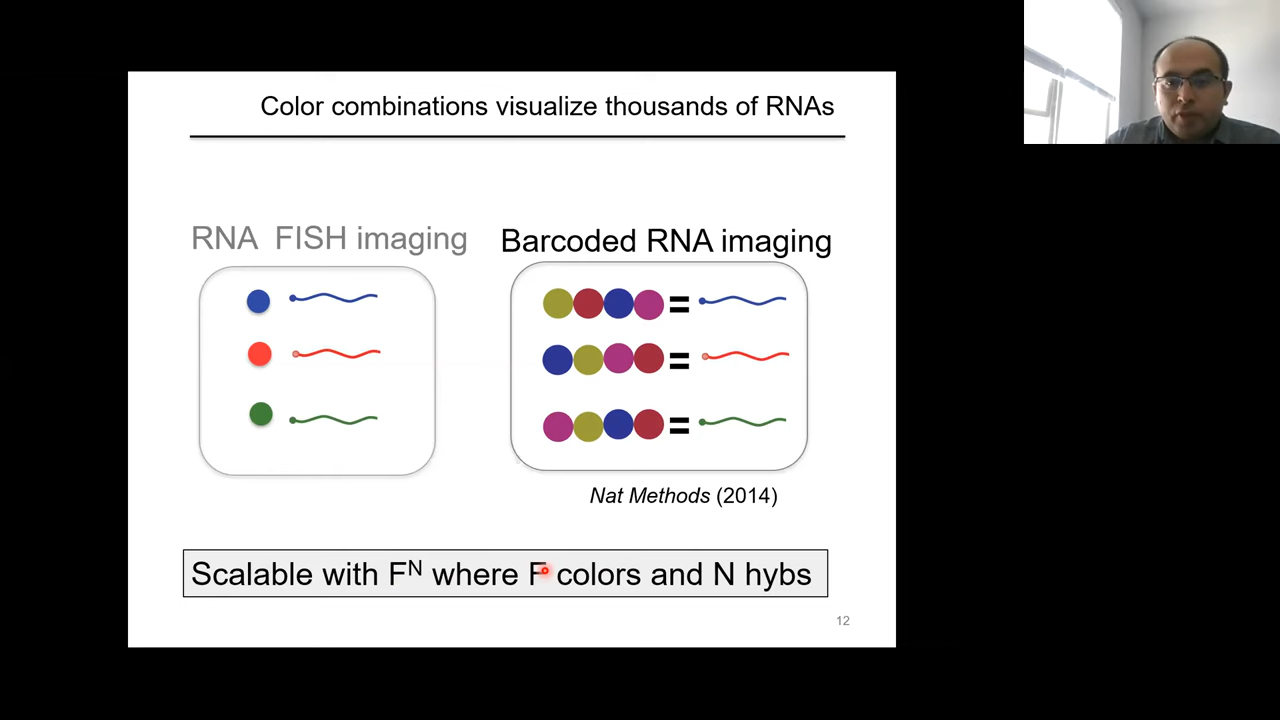 Color combinations visualize thousands of RNAs
RNA FISH imaging
Barcoded RNA imaging
=
=
=
Nat Methods (2014)
Scalable with Fᴺ where F colors and N hybs
12